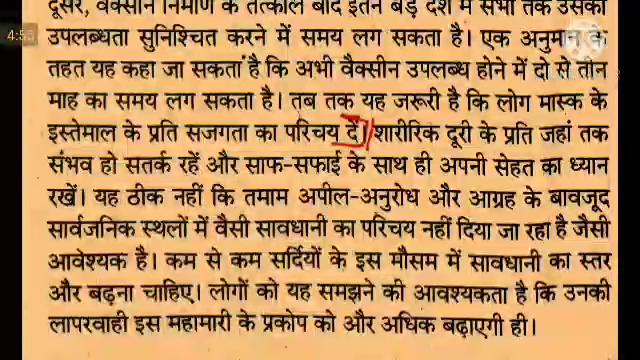 दूसरे, वैक्सीन निर्माण के तत्काल बाद इतने बड़े देश में सभी तक उसकी
4:55
उपलब्धता सुनिश्चित करने में समय लग सकता है। एक अनुमान के
तहत यह कहा जा सकता है कि अभी वैक्सीन उपलब्ध होने में दो से तीन
माह का समय लग सकता है। तब तक यह जरूरी है कि लोग मास्क के
इस्तेमाल के प्रति सजगता का परिचय दें। शारीरिक दूरी के प्रति जहां तक
संभव हो सतर्क रहें और साफ-सफाई के साथ ही अपनी सेहत का ध्यान
रखें। यह ठीक नहीं कि तमाम अपील-अनुरोध और आग्रह के बावजूद
सार्वजनिक स्थलों में वैसी सावधानी का परिचय नहीं दिया जा रहा है जैसी
आवेश्यक है। कम से कम सर्दियों के इस मौसम में सावधानी का स्तर
और बढ़ना चाहिए। लोगों को यह समझने की आवश्यकता है कि उनकी
लापरवाही इस महामारी के प्रकोप को और अधिक बढ़ाएगी ही।